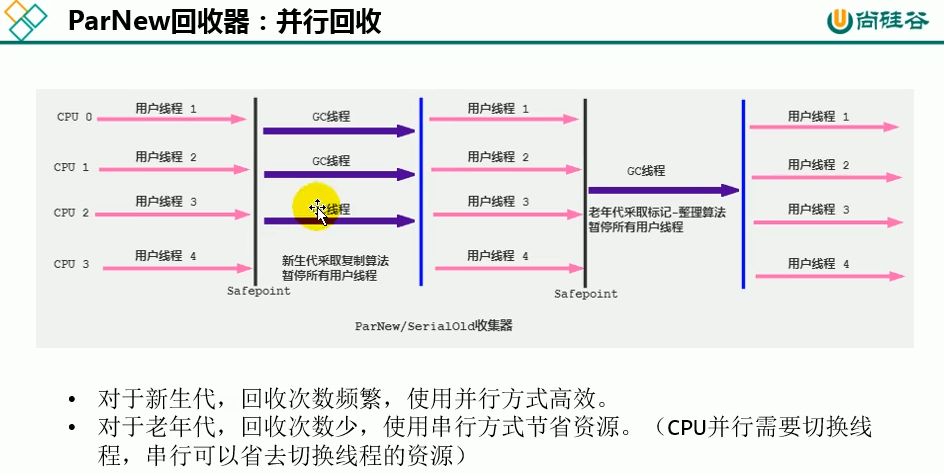 ParNew回收器：并行回收
尚硅谷
CPU 0
用户线程 1
GC线程
用户线程 1
用户线程 1
CPU 1
用户线程 2
GC线程
用户线程 2
GC线程
用户线程 2
CPU 2
用户线程 3
线程
用户线程 3
老年代采取标记-整理算法
暂停所有用户线程
用户线程 3
CPU 3
用户线程 4
新生代采取复制算法
暂停所有用户线程
用户线程 4
用户线程 4
Safepoint
Safepoint
ParNew/SerialOld收集器
• 对于新生代，回收次数频繁，使用并行方式高效。
• 对于老年代，回收次数少，使用串行方式节省资源。（CPU并行需要切换线
程，串行可以省去切换线程的资源）